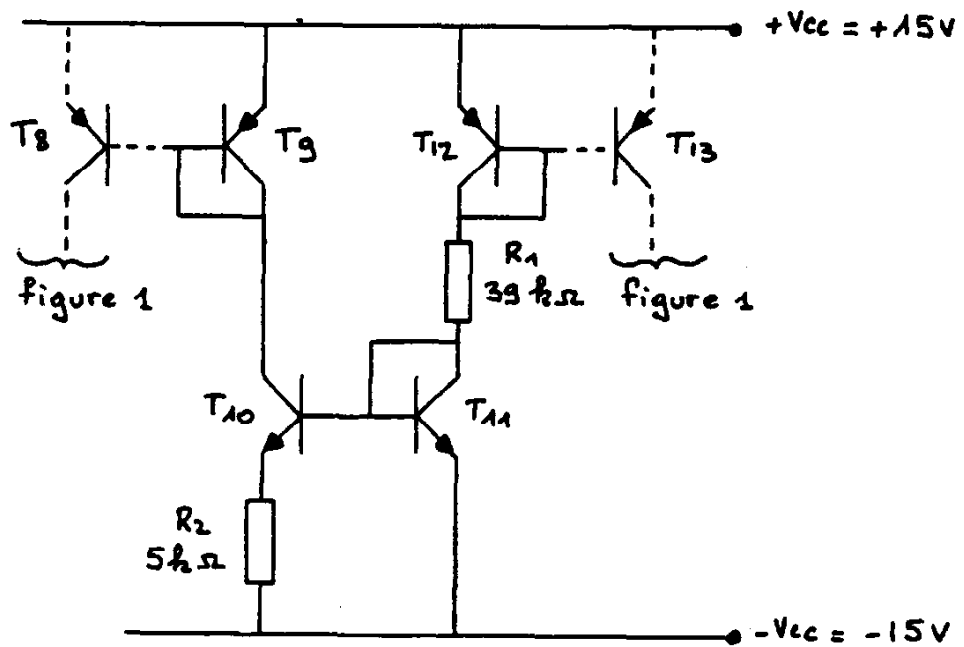 +Vcc = +15V
T8
T9
T12
T13
R1
39 kΩ
figure 1
figure 1
T10
T11
R2
5kΩ
-Vcc = -15V